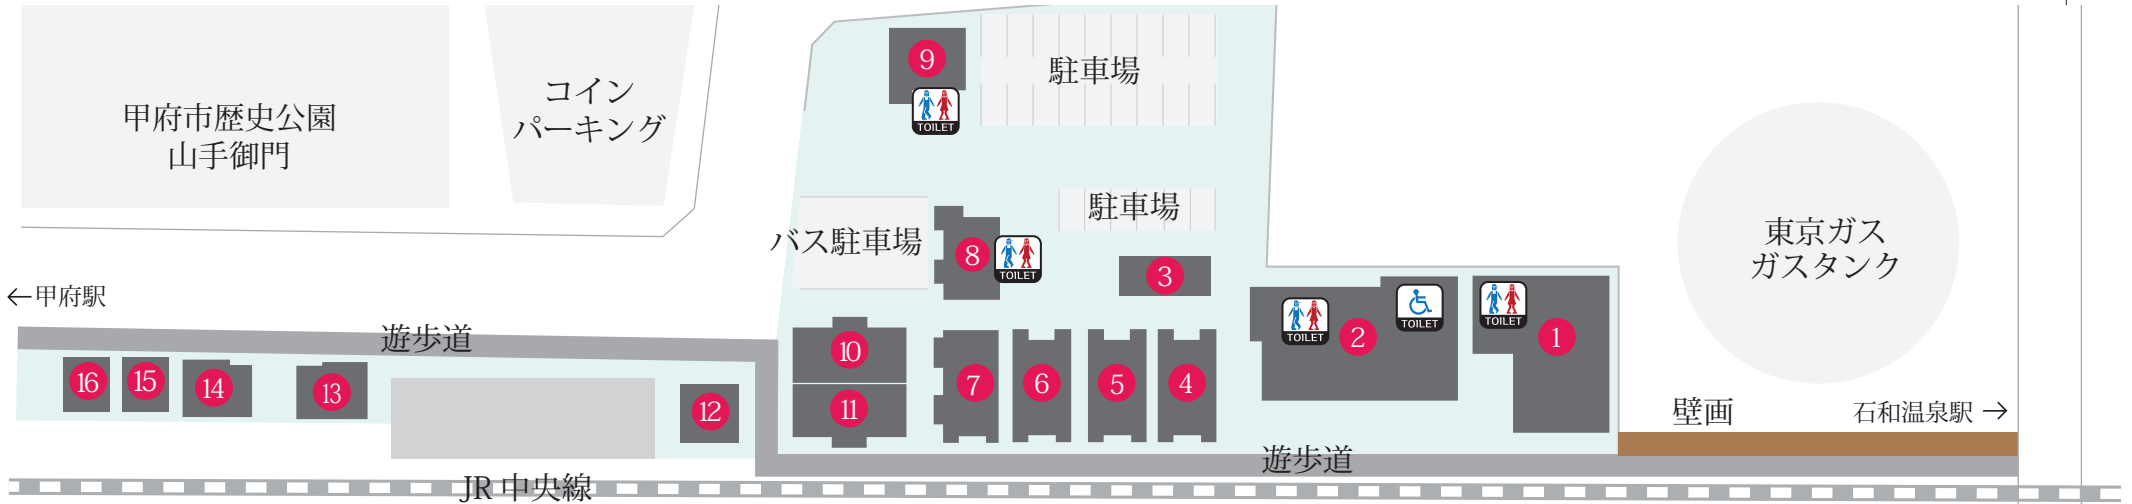 甲府市歴史公園
山手御門
コイン
パーキング
9
TOILET
駐車場
駐車場
バス駐車場
8
TOILET
3
東京ガス
ガスタンク
←甲府駅
遊歩道
TOILET
2
TOILET
TOILET
1
16
15
14
13
12
10
11
7
6
5
4
壁画
石和温泉駅→
遊歩道
JR中央線